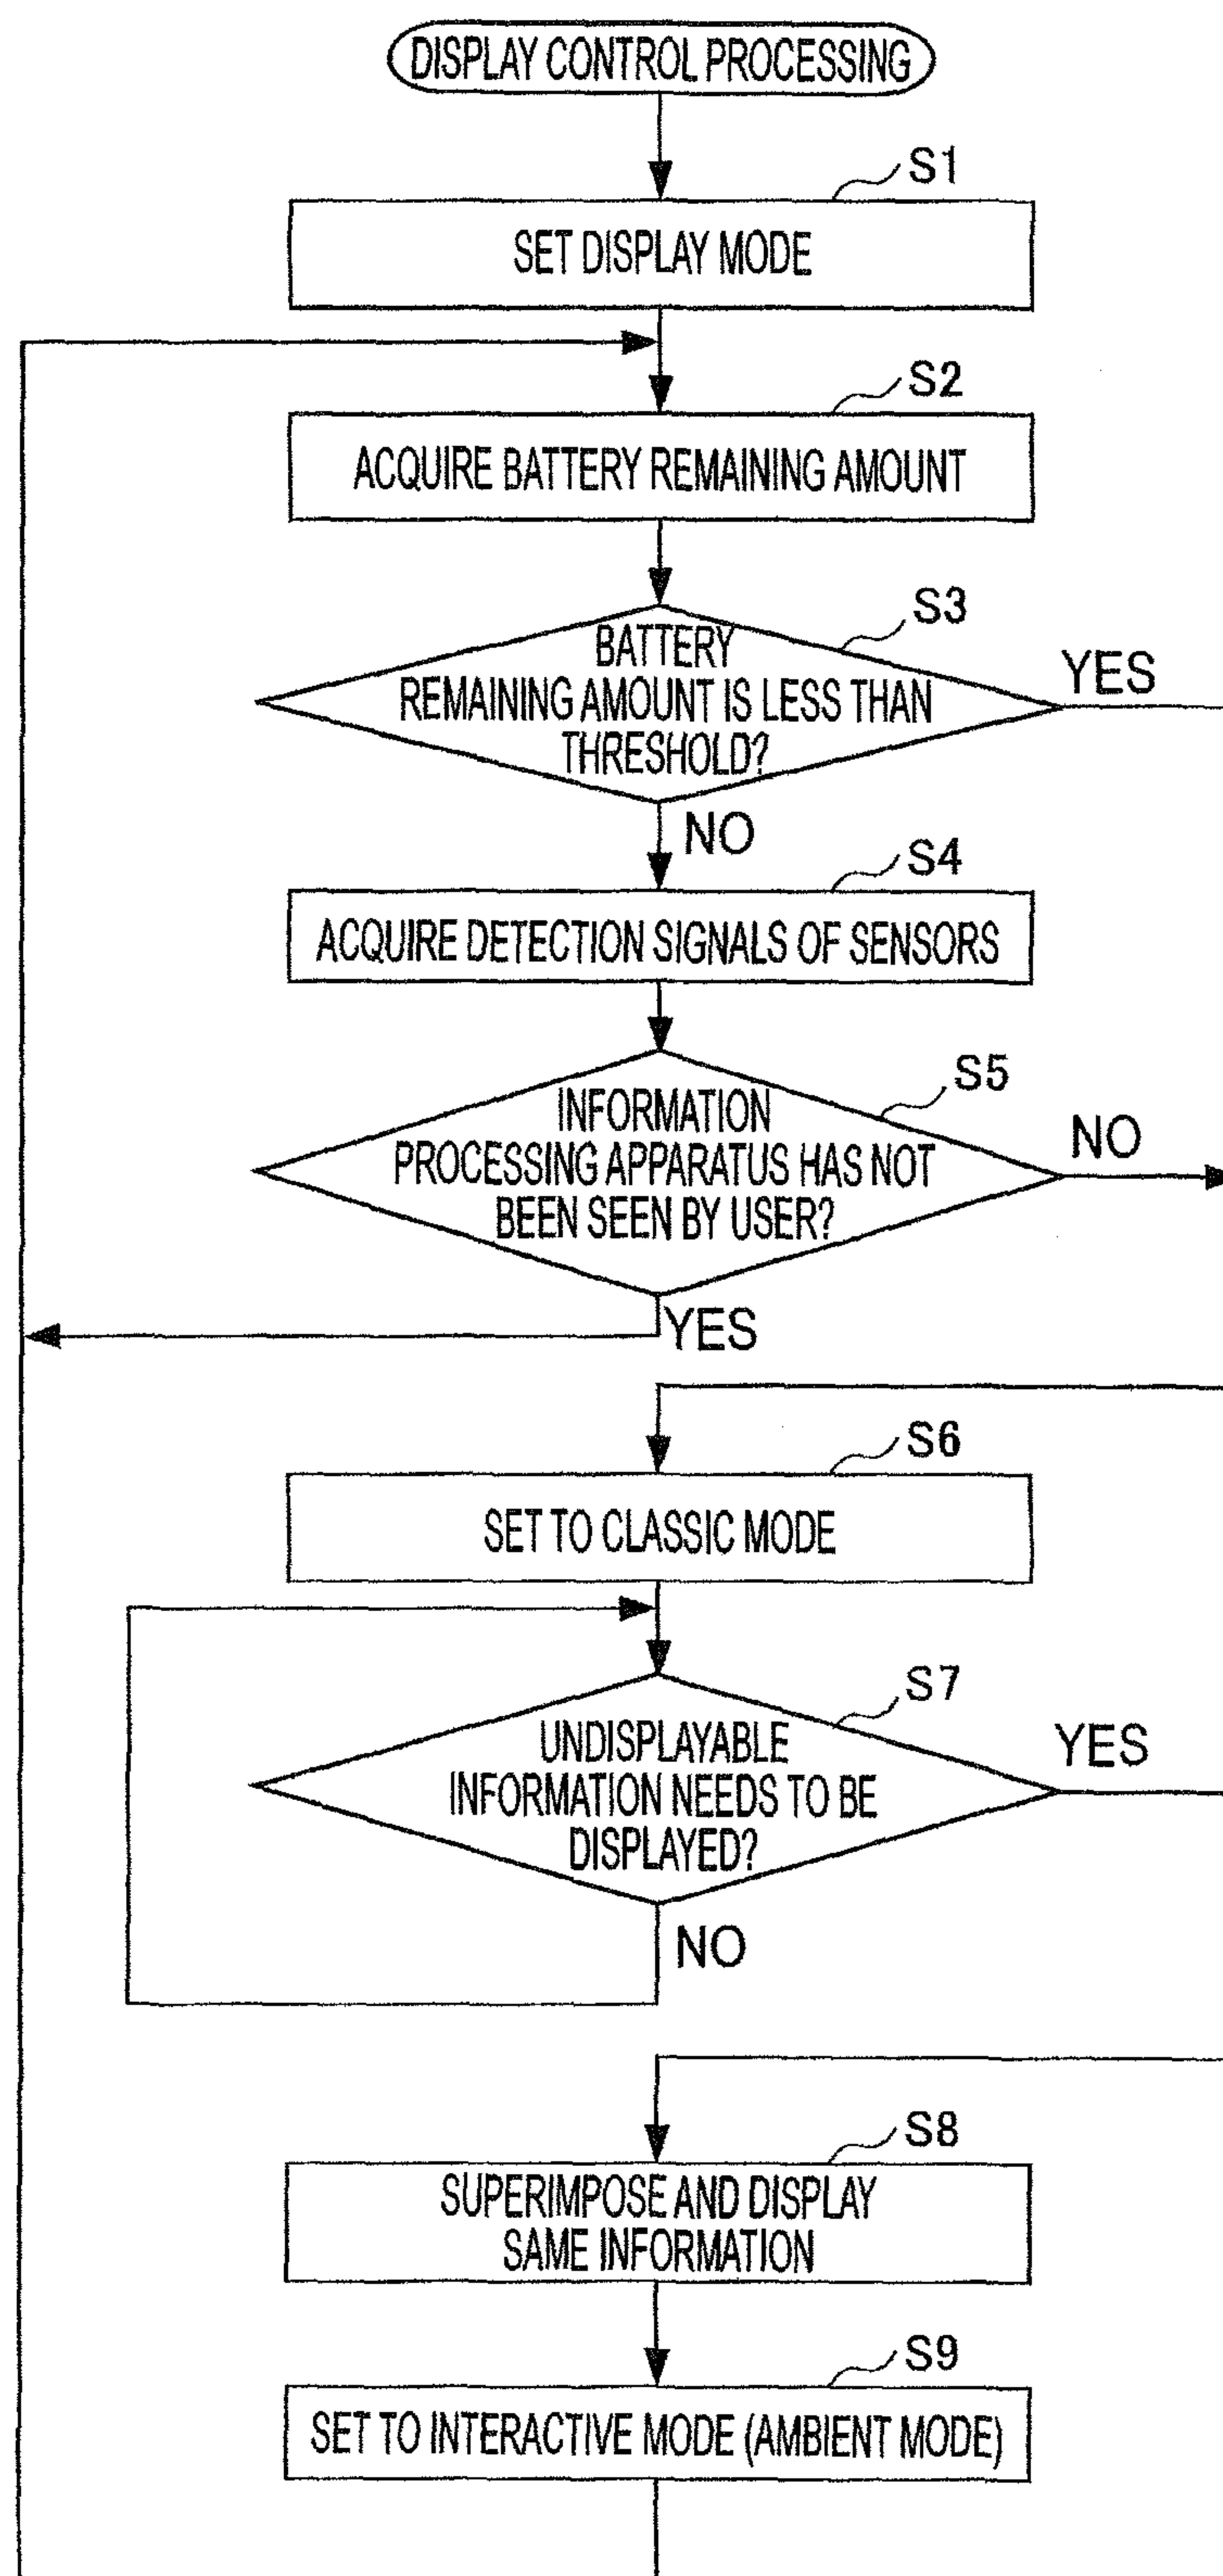 DISPLAY CONTROL PROCESSING
S1
SET DISPLAY MODE
S2
ACQUIRE BATTERY REMAINING AMOUNT
S3
BATTERY
REMAINING AMOUNT IS LESS THAN
THRESHOLD?
YES
NO
S4
ACQUIRE DETECTION SIGNALS OF SENSORS
S5
INFORMATION
PROCESSING APPARATUS HAS NOT
BEEN SEEN BY USER?
NO
YES
S6
SET TO CLASSIC MODE
S7
UNDISPLAYABLE
INFORMATION NEEDS TO BE
DISPLAYED?
YES
NO
S8
SUPERIMPOSE AND DISPLAY
SAME INFORMATION
S9
SET TO INTERACTIVE MODE (AMBIENT MODE)